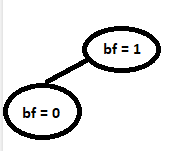 bf = 1
bf = 0